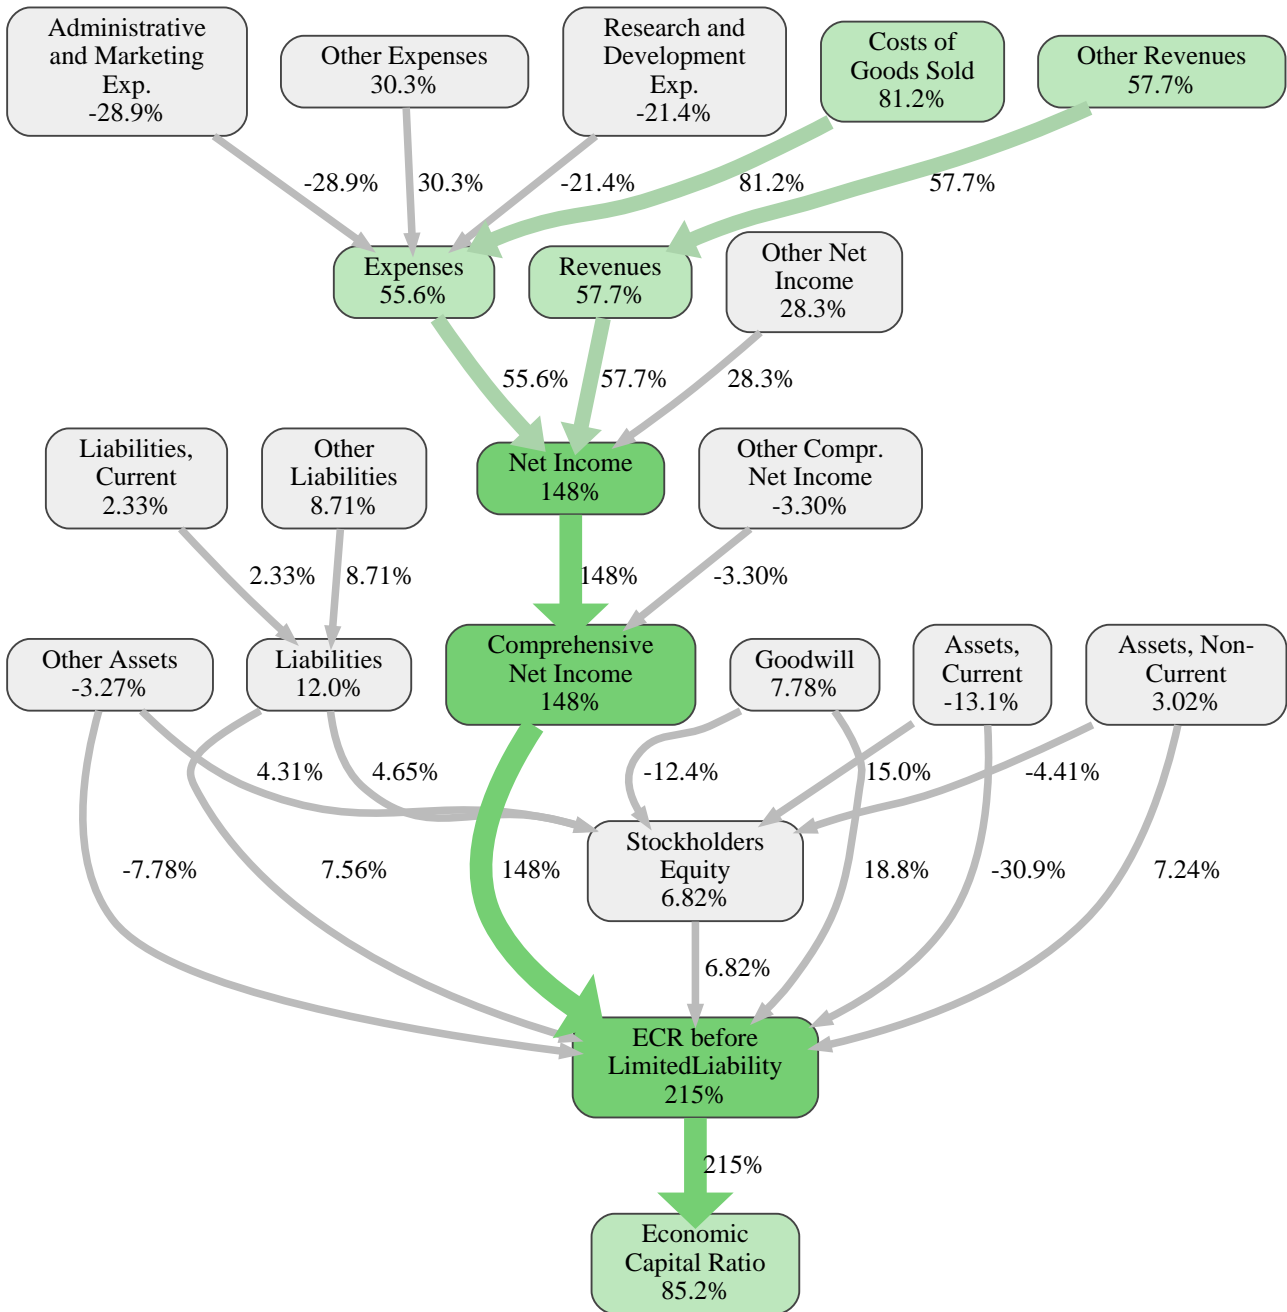 Administrative
and Marketing
Exp.
-28.9%
Other Expenses
30.3%
Research and
Development
Exp.
-21.4%
Costs of
Goods Sold
81.2%
Other Revenues
57.7%
-28.9%
30.3%
-21.4%
81.2%
57.7%
Expenses
55.6%
Revenues
57.7%
Other Net
Income
28.3%
55.6%
57.7%
28.3%
Liabilities,
Current
2.33%
Other
Liabilities
8.71%
Net Income
148%
Other Compr.
Net Income
-3.30%
2.33%
8.71%
148%
-3.30%
Other Assets
-3.27%
Liabilities
12.0%
Comprehensive
Net Income
148%
Goodwill
7.78%
Assets,
Current
-13.1%
Assets, Non-
Current
3.02%
4.31%
4.65%
-12.4%
15.0%
-4.41%
Stockholders
Equity
6.82%
-7.78%
7.56%
148%
18.8%
-30.9%
7.24%
6.82%
ECR before
LimitedLiability
215%
215%
Economic
Capital Ratio
85.2%